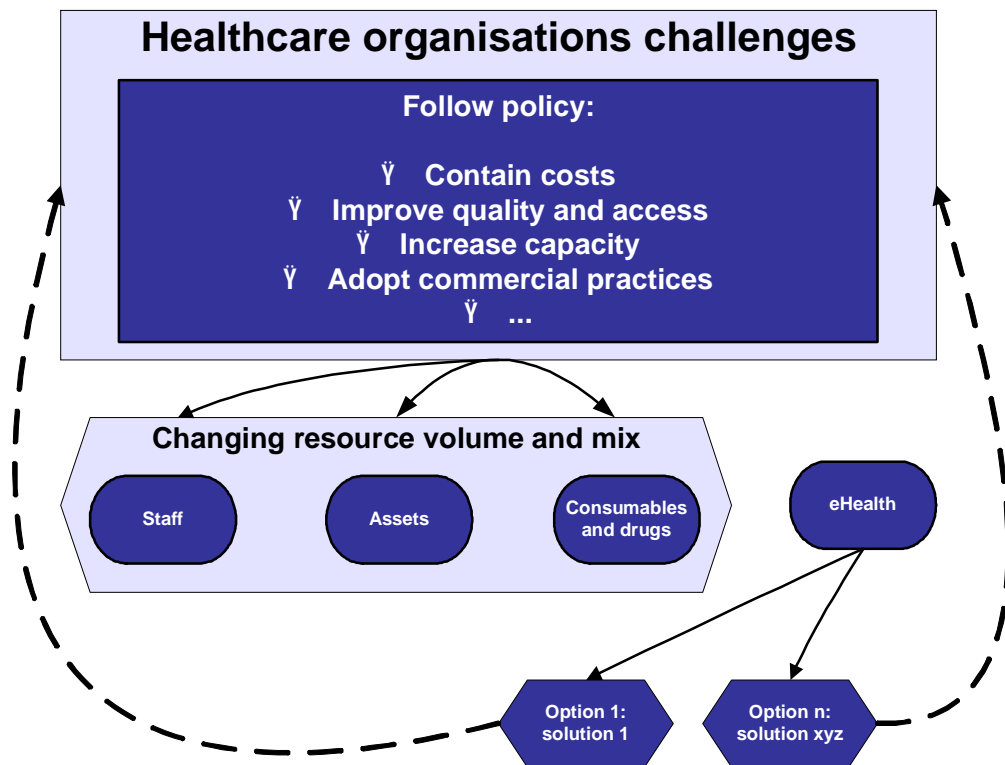 Healthcare organisations challenges
Follow policy:
Ÿ Contain costs
Ÿ Improve quality and access
Ÿ Increase capacity
Ÿ Adopt commercial practices
Ÿ ...
Changing resource volume and mix
Staff
Assets
Consumables
and drugs
eHealth
Option 1:
solution 1
Option n:
solution xyz